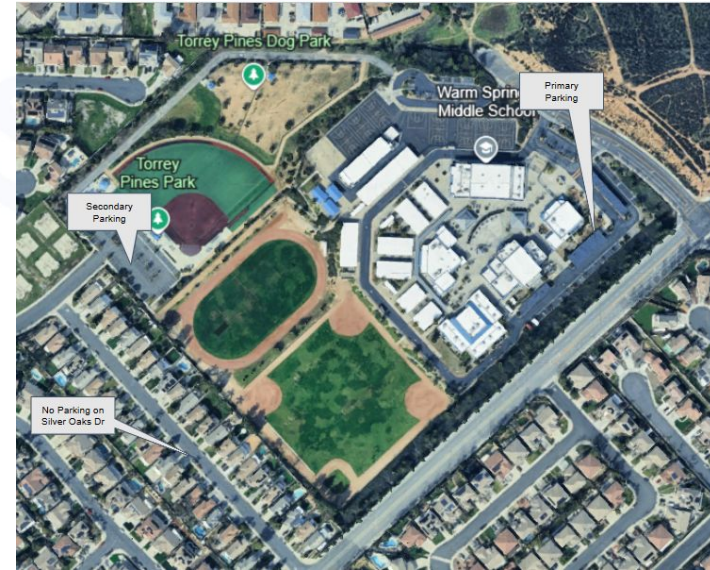 Torrey Pines Dog Park
Warm Sprin
Middle School
Primary
Parking
Torrey
Pines Park
Secondary
Parking
No Parking on
Silver Oaks Dr